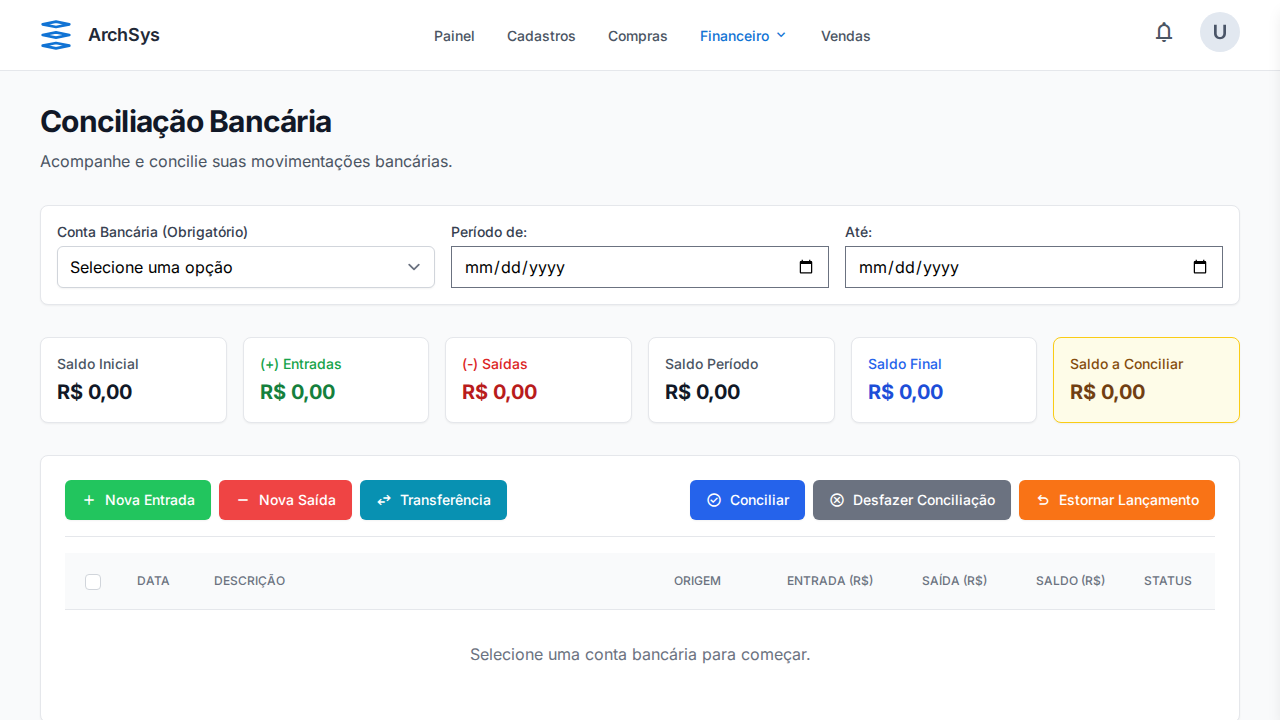 ArchSys
Painel
Cadastros
Compras
Financeiro
Vendas
U
Conciliação Bancária
Acompanhe e concilie suas movimentações bancárias.
Conta Bancária (Obrigatório)
Período de:
Até:
Selecione uma opção
mm/dd/yyyy
mm/dd/yyyy
Saldo Inicial
R$ 0,00
(+) Entradas
R$ 0,00
(-) Saídas
R$ 0,00
Saldo Período
R$ 0,00
Saldo Final
R$ 0,00
Saldo a Conciliar
R$ 0,00
Nova Entrada
Nova Saída
Transferência
Conciliar
Desfazer Conciliação
Estornar Lançamento
DATA
DESCRIÇÃO
ORIGEM
ENTRADA (R$)
SAÍDA (R$)
SALDO (R$)
STATUS
Selecione uma conta bancária para começar.